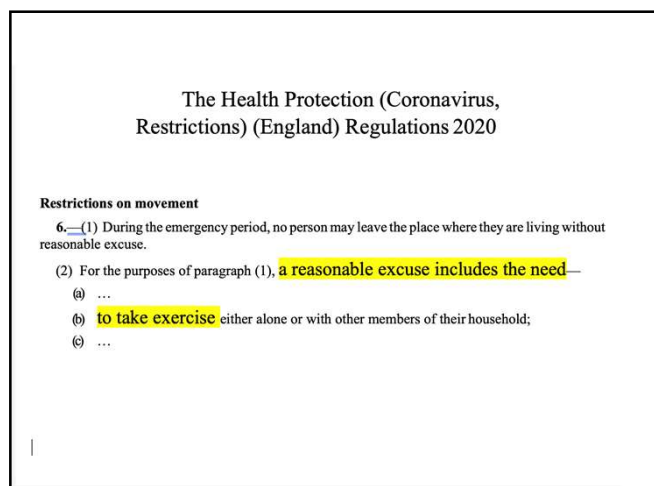 The Health Protection (Coronavirus,
Restrictions) (England) Regulations 2020
Restrictions on movement
6.—(1) During the emergency period, no person may leave the place where they are living without
reasonable excuse.
(2) For the purposes of paragraph (1), a reasonable excuse includes the need—
(a) …
(b) to take exercise either alone or with other members of their household;
(c) …